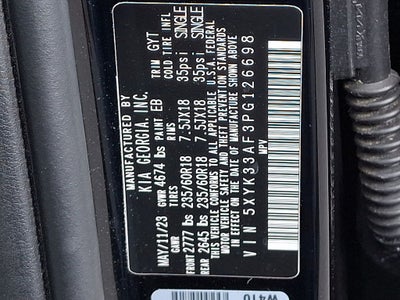 MANUFACTURED BY
KIA GEORGIA, INC.
MAY/11/23 GVWR 4674 lbs PAINT EB TRIM GYT
GAWR TIRES RIMS COLD TIRE INFL
FRONT 2777 lbs 235/60R18 7.5JX18 35psi SINGLE
REAR 2645 lbs 235/60R18 7.5JX18 35psi SINGLE
THIS VEHICLE CONFORMS TO ALL APPLICABLE U.S.A. FEDERAL
MOTOR VEHICLE SAFETY AND THEFT PREVENTION STANDARDS
IN EFFECT ON THE DATE OF MANUFACTURE SHOWN ABOVE.
VIN 5XYK33AF3PG126698
MPV
W410